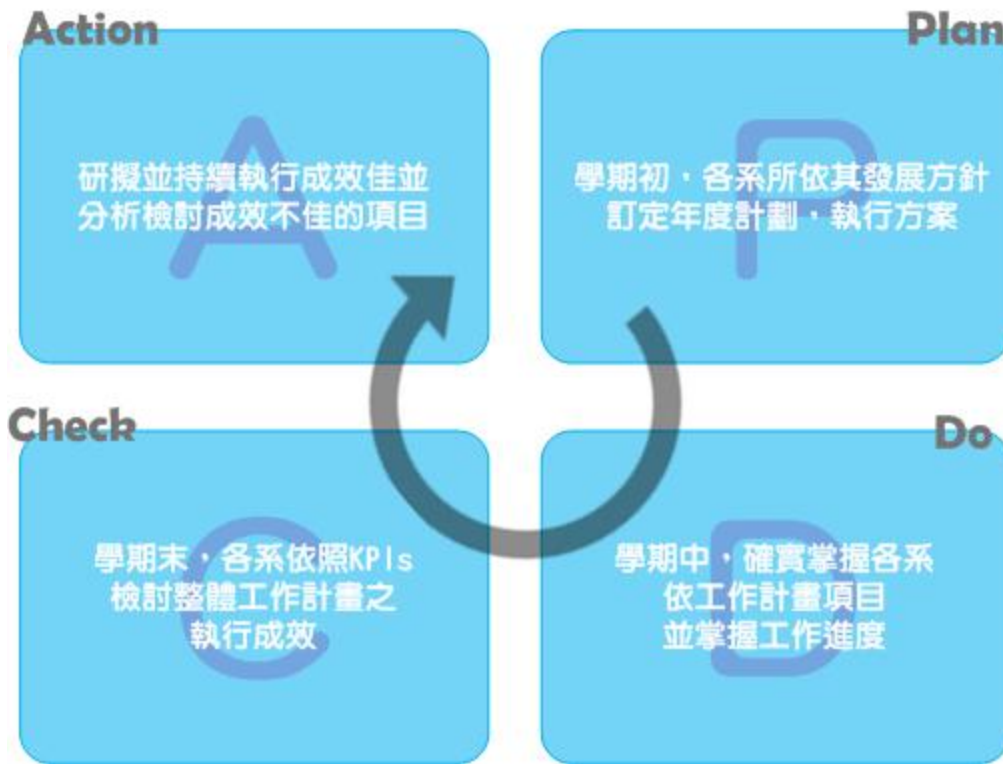 Action
A
研擬並持續執行成效佳並
分析檢討成效不佳的項目
Plan
P
學期初，各系所依其發展方針
訂定年度計劃，執行方案
Check
C
學期末，各系依照KPIs
檢討整體工作計畫之
執行成效
Do
D
學期中，確實掌握各系
依工作計畫項目
並掌握工作進度